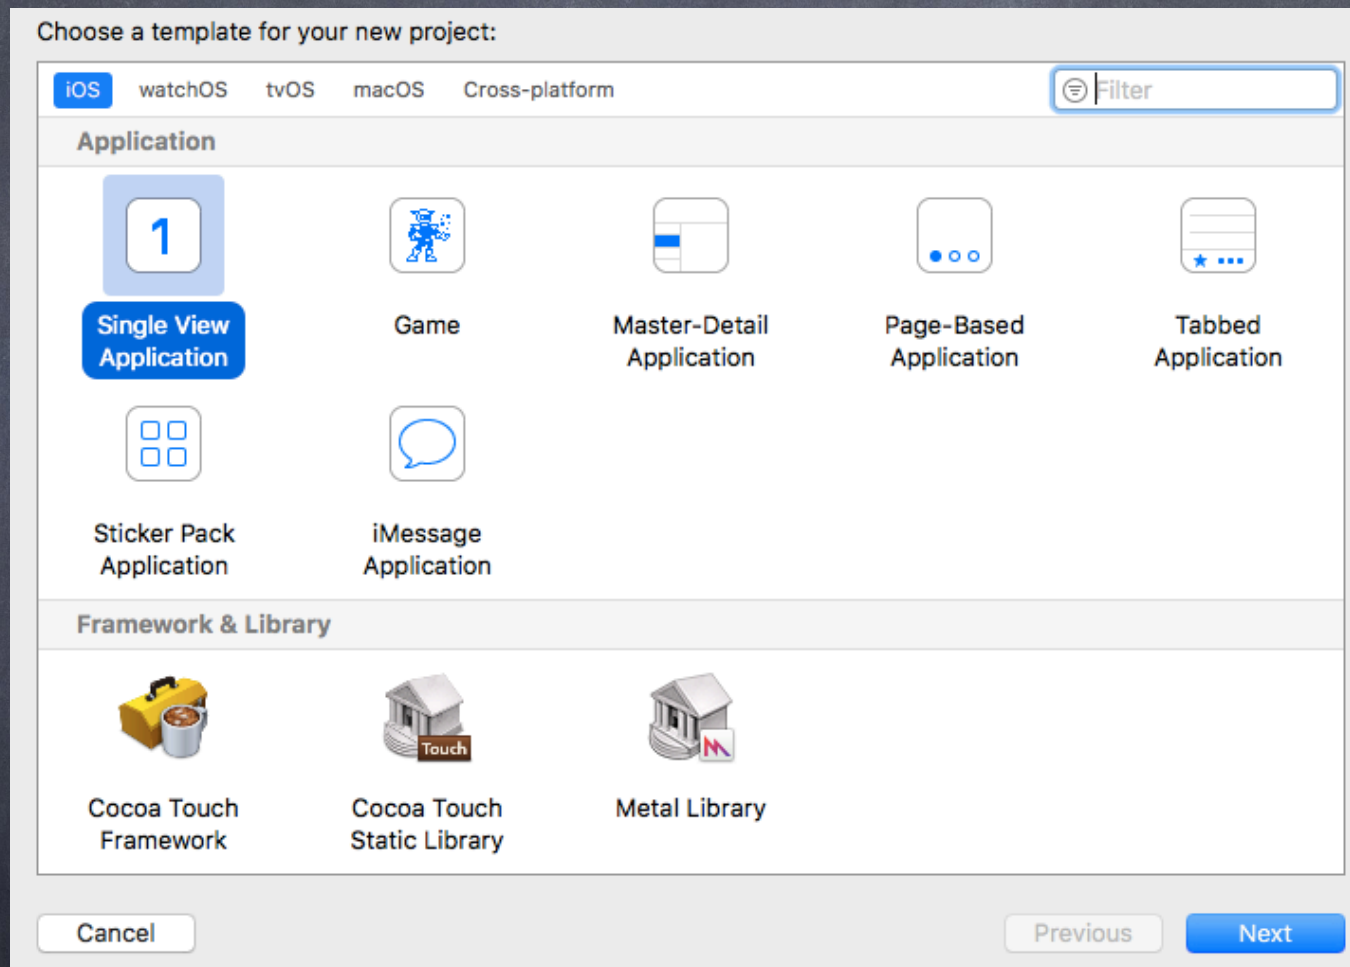 Choose a template for your new project:
iOS watchOS tvOS macOS Cross-platform Filter
Application
1
Single View Application
Game
Master-Detail Application
Page-Based Application
Tabbed Application
Sticker Pack Application
iMessage Application
Framework & Library
Touch
Cocoa Touch Framework
Cocoa Touch Static Library
Metal Library
Cancel Previous Next